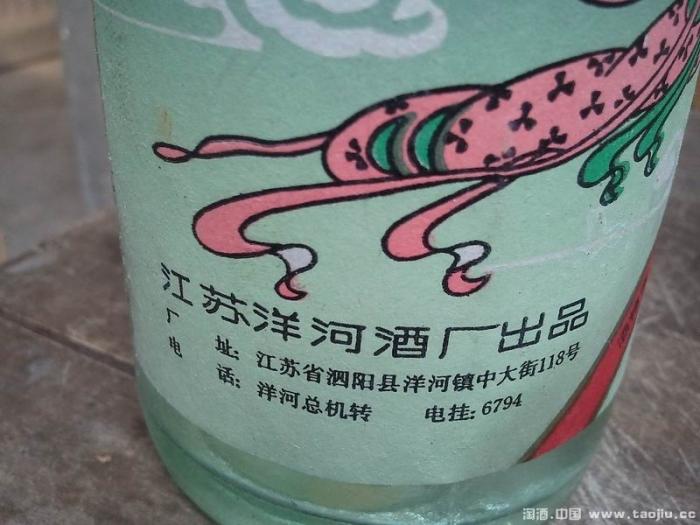 江苏洋河酒厂出品
厂 址: 江苏省泗阳县洋河镇中大街118号
电 话: 洋河总机转 电挂: 6794
淘酒.中国 www.taojiu.cc